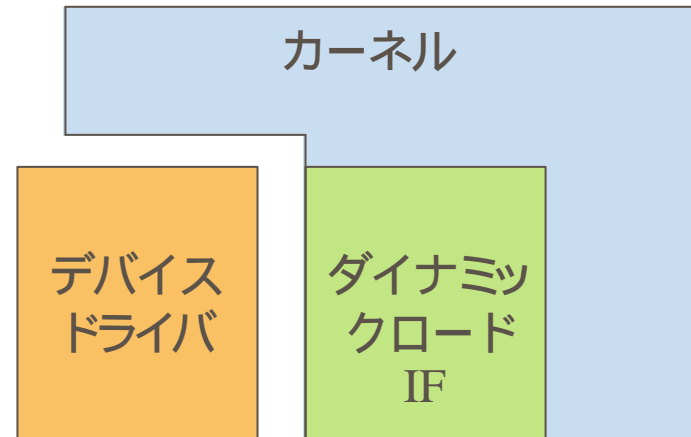 カーネル
デバイス
ドライバ
ダイナミッ
クロード
IF